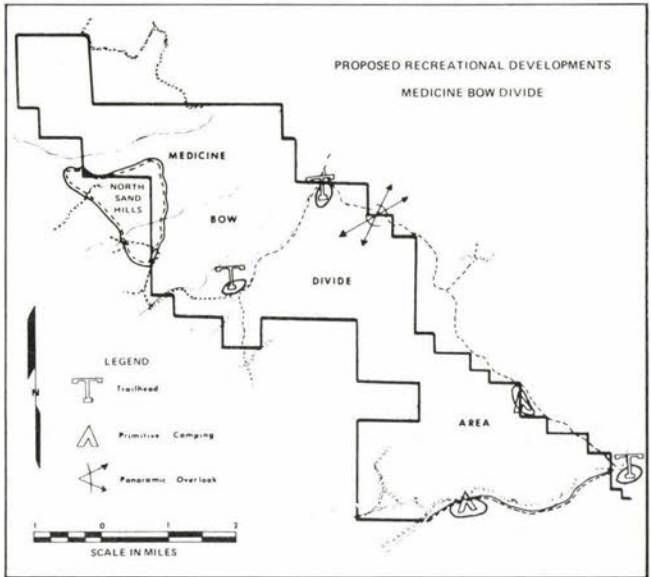 PROPOSED RECREATIONAL DEVELOPMENTS
MEDICINE BOW DIVIDE
MEDICINE
NORTH
SAND
HILLS
BOW
DIVIDE
AREA
LEGEND
T Trailhead
Primitive Camping
Panoramic Overlook
N
1 0 1 2
SCALE IN MILES